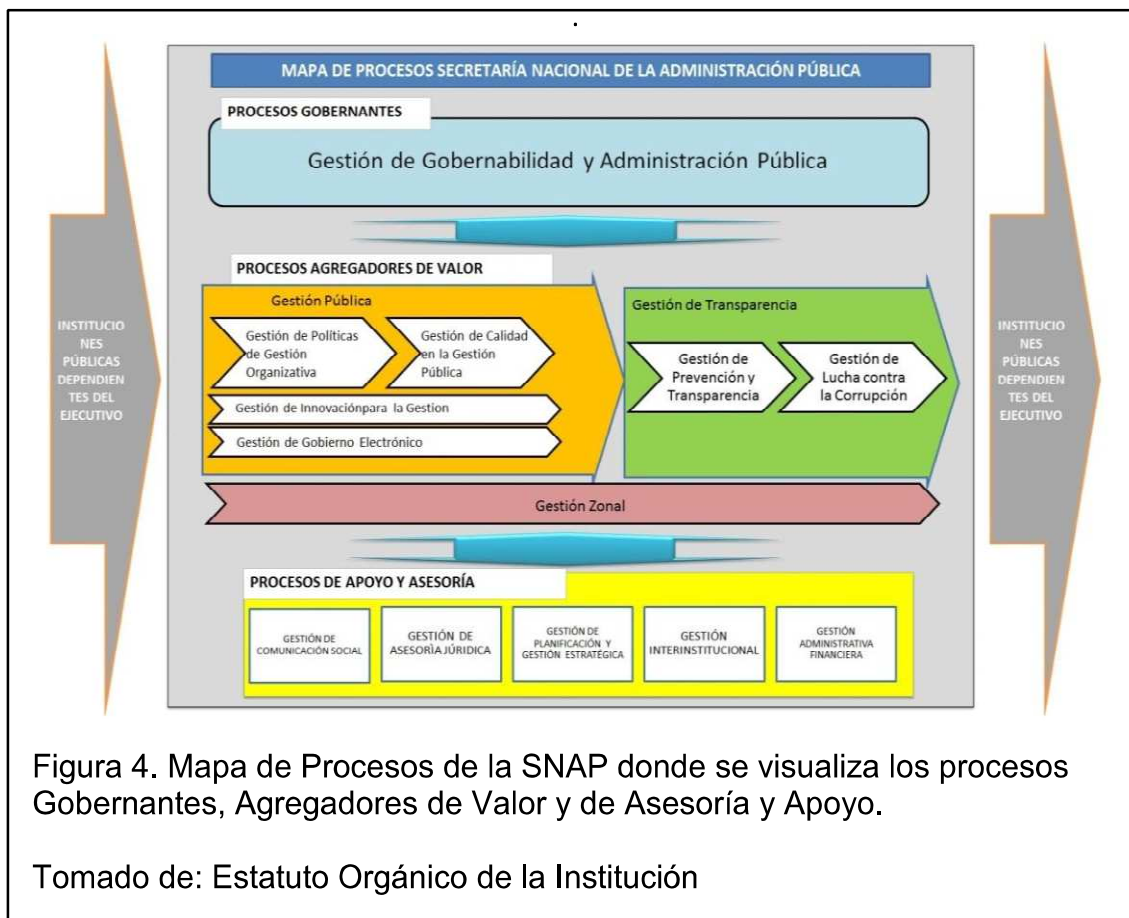 .
MAPA DE PROCESOS SECRETARÍA NACIONAL DE LA ADMINISTRACIÓN PÚBLICA
PROCESOS GOBERNANTES
Gestión de Gobernabilidad y Administración Pública
INSTITUCIO
NES
PÚBLICAS
DEPENDIEN
TES DEL
EJECUTIVO
PROCESOS AGREGADORES DE VALOR
Gestión Pública
Gestión de Políticas
de Gestión
Organizativa
Gestión de Calidad
en la Gestión
Pública
Gestión de Innovaciónpara la Gestion
Gestión de Gobierno Electrónico
Gestión de Transparencia
Gestión de
Prevención y
Transparencia
Gestión de
Lucha contra
la Corrupción
Gestión Zonal
INSTITUCIO
NES
PÚBLICAS
DEPENDIEN
TES DEL
EJECUTIVO
PROCESOS DE APOYO Y ASESORÍA
GESTIÓN DE
COMUNICACIÓN SOCIAL
GESTIÓN DE
ASESORÌA JÚRIDICA
GESTIÓN DE
PLANIFICACIÓN Y
GESTIÓN ESTRATÉGICA
GESTIÓN
INTERINSTITUCIONAL
GESTIÓN
ADMINISTRATIVA
FINANCIERA
Figura 4. Mapa de Procesos de la SNAP donde se visualiza los procesos
Gobernantes, Agregadores de Valor y de Asesoría y Apoyo.
Tomado de: Estatuto Orgánico de la Institución